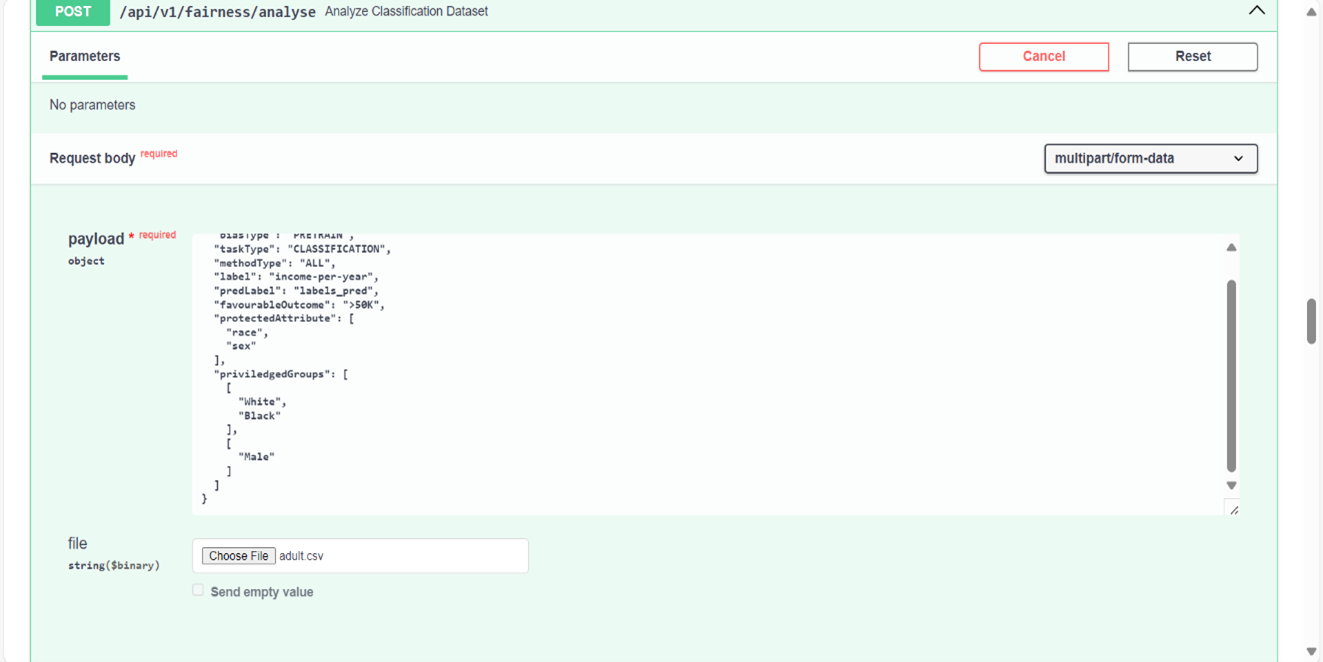 POST /api/v1/fairness/analyse Analyze Classification Dataset
Parameters
Cancel
Reset
No parameters
Request body required
multipart/form-data
payload * required
object
"biasType": "PRETRAIN",
"taskType": "CLASSIFICATION",
"methodType": "ALL",
"label": "income-per-year",
"predLabel": "labels_pred",
"favourableOutcome": ">50K",
"protectedAttribute": [
"race",
"sex"
],
"priviledgedGroups": [
[
"White",
"Black"
],
[
"Male"
]
]
}
file
string($binary)
Choose File adult.csv
Send empty value